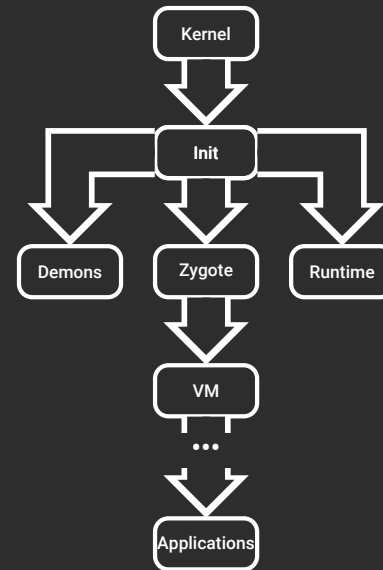 Kernel
Init
Demons
Zygote
Runtime
VM
...
Applications